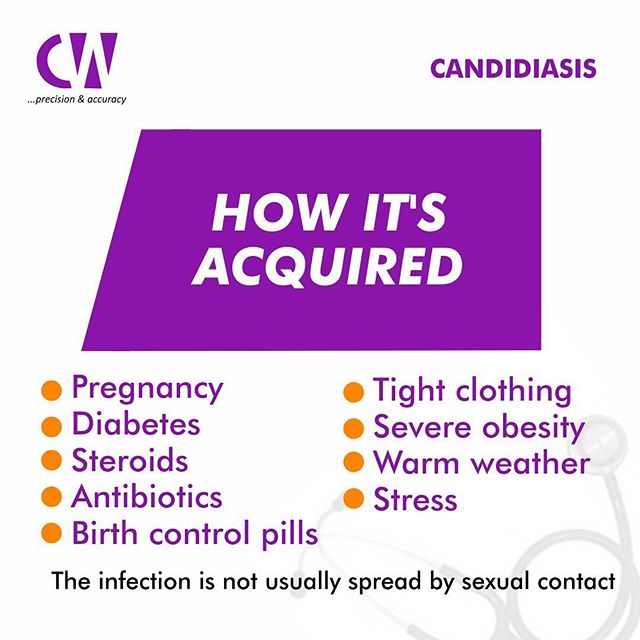 CW
...precision & accuracy
CANDIDIASIS
HOW IT'S
ACQUIRED
Pregnancy
Diabetes
Steroids
Antibiotics
Birth control pills
Tight clothing
Severe obesity
Warm weather
Stress
The infection is not usually spread by sexual contact